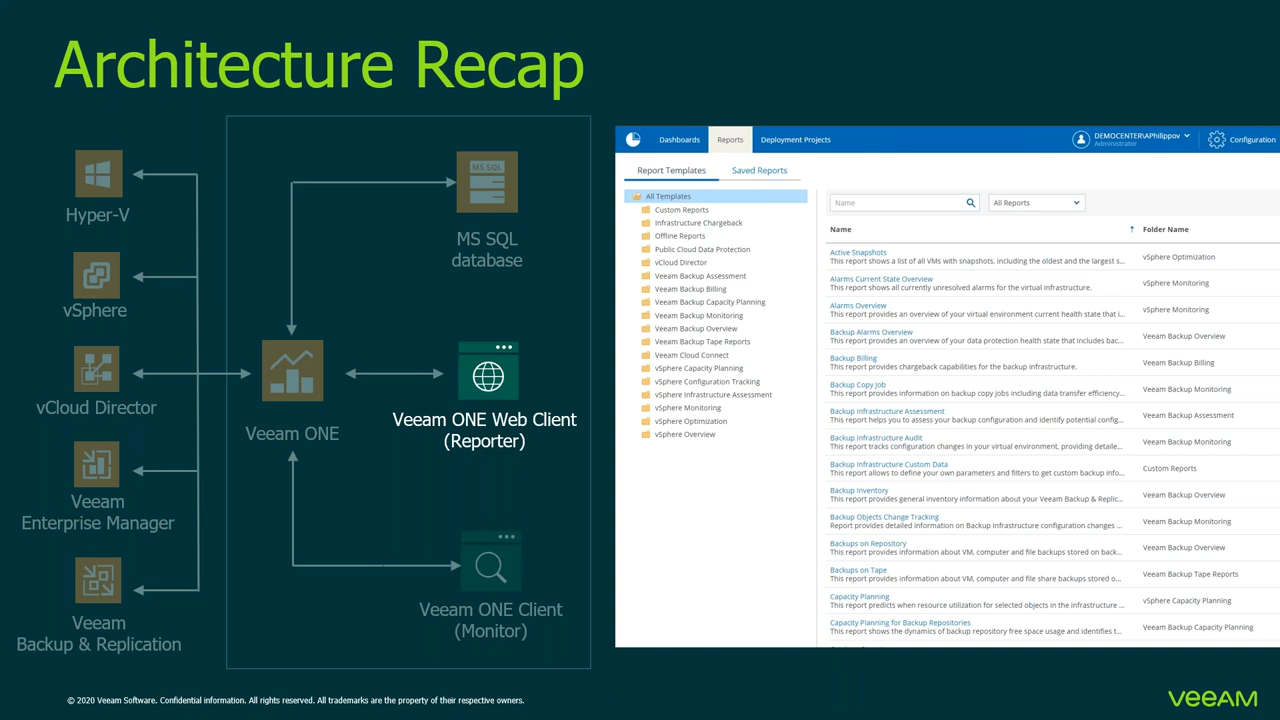 Architecture Recap
Hyper-V
vSphere
vCloud Director
Veeam
Enterprise Manager
Veeam
Backup & Replication
MS SQL
MS SQL
database
Veeam ONE
Veeam ONE Web Client
(Reporter)
Veeam ONE Client
(Monitor)
Dashboards
Reports
Deployment Projects
DEMOCENTER\APhilippov
Administrator
Configuration
Report Templates
Saved Reports
All Templates
Custom Reports
Infrastructure Chargeback
Offline Reports
Public Cloud Data Protection
vCloud Director
Veeam Backup Assessment
Veeam Backup Billing
Veeam Backup Capacity Planning
Veeam Backup Monitoring
Veeam Backup Overview
Veeam Backup Tape Reports
Veeam Cloud Connect
vSphere Capacity Planning
vSphere Configuration Tracking
vSphere Infrastructure Assessment
vSphere Monitoring
vSphere Optimization
vSphere Overview
Name
All Reports
Name
Folder Name
Active Snapshots
This report shows a list of all VMs with snapshots, including the oldest and the largest s...
vSphere Optimization
Alarms Current State Overview
This report shows all currently unresolved alarms for the virtual infrastructure.
vSphere Monitoring
Alarms Overview
This report provides an overview of your virtual environment current health state that i...
vSphere Monitoring
Backup Alarms Overview
This report provides an overview of your data protection health state that includes bac...
Veeam Backup Overview
Backup Billing
This report provides chargeback capabilities for the backup infrastructure.
Veeam Backup Billing
Backup Copy Job
This report provides information on backup copy jobs including data transfer efficiency...
Veeam Backup Monitoring
Backup Infrastructure Assessment
This report helps you to assess your backup configuration and identify potential config...
Veeam Backup Assessment
Backup Infrastructure Audit
This report tracks configuration changes in your virtual environment, providing detaile...
Veeam Backup Monitoring
Backup Infrastructure Custom Data
This report allows to define your own parameters and filters to get custom backup info...
Custom Reports
Backup Inventory
This report provides general inventory information about your Veeam Backup & Replic...
Veeam Backup Overview
Backup Objects Change Tracking
Report provides detailed information on Backup Infrastructure configuration changes ...
Veeam Backup Monitoring
Backups on Repository
This report provides information about VM, computer and file backups stored on back...
Veeam Backup Overview
Backups on Tape
This report provides information about VM, computer and file share backups stored o...
Veeam Backup Tape Reports
Capacity Planning
This report predicts when resource utilization for selected objects in the infrastructure ...
vSphere Capacity Planning
Capacity Planning for Backup Repositories
This report shows the dynamics of backup repository free space usage and identifies t...
Veeam Backup Capacity Planning
© 2020 Veeam Software. Confidential information. All rights reserved. All trademarks are the property of their respective owners.
veeAM